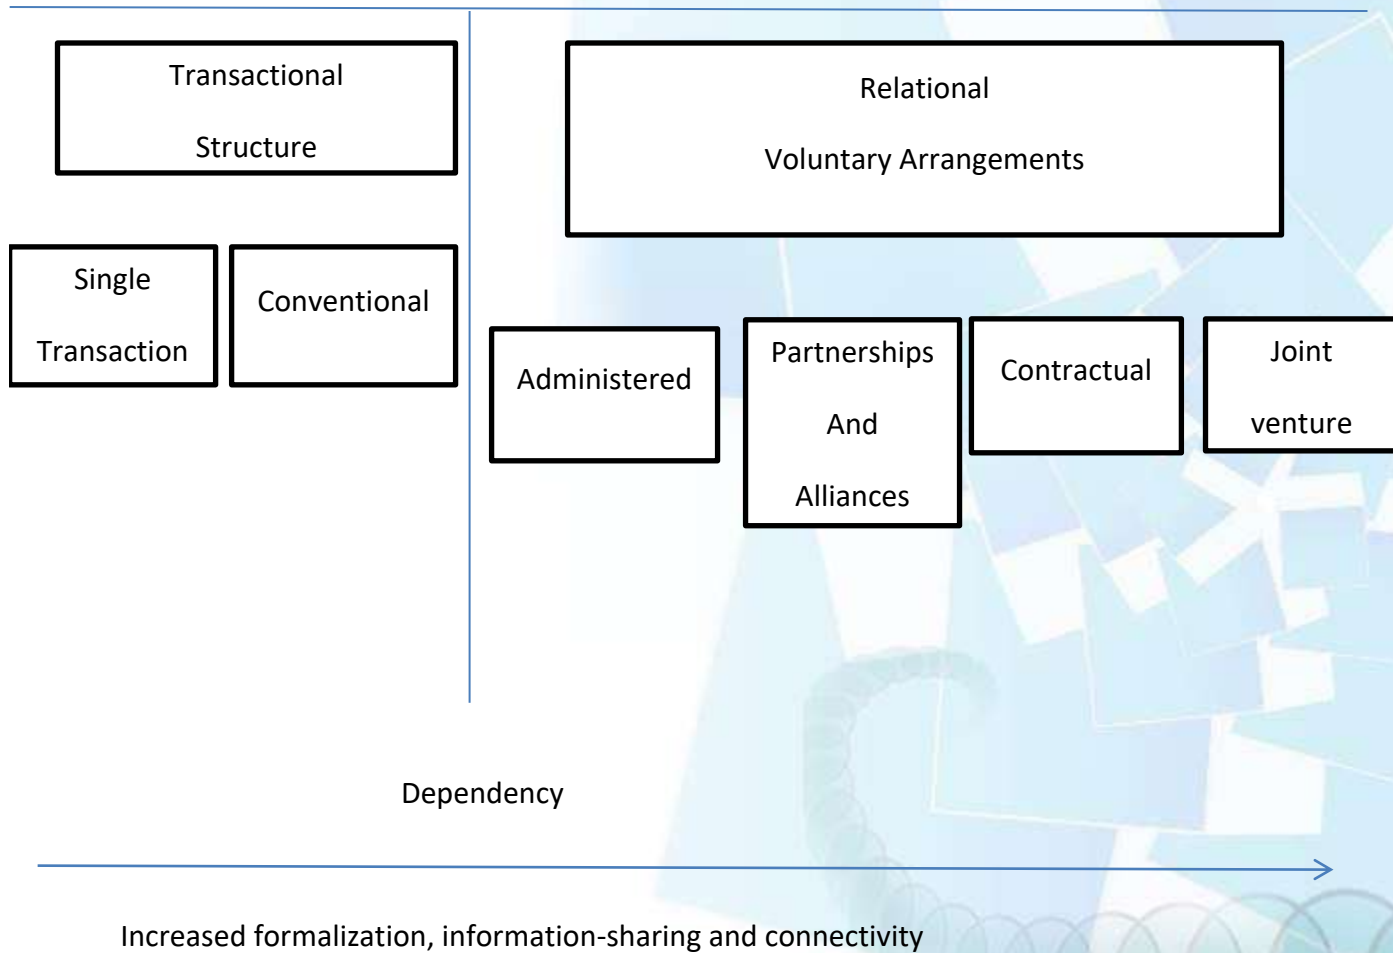 Transactional
Structure
Relational
Voluntary Arrangements
Single
Transaction
Conventional
Administered
Partnerships
And
Alliances
Contractual
Joint
venture
Dependency
Increased formalization, information-sharing and connectivity